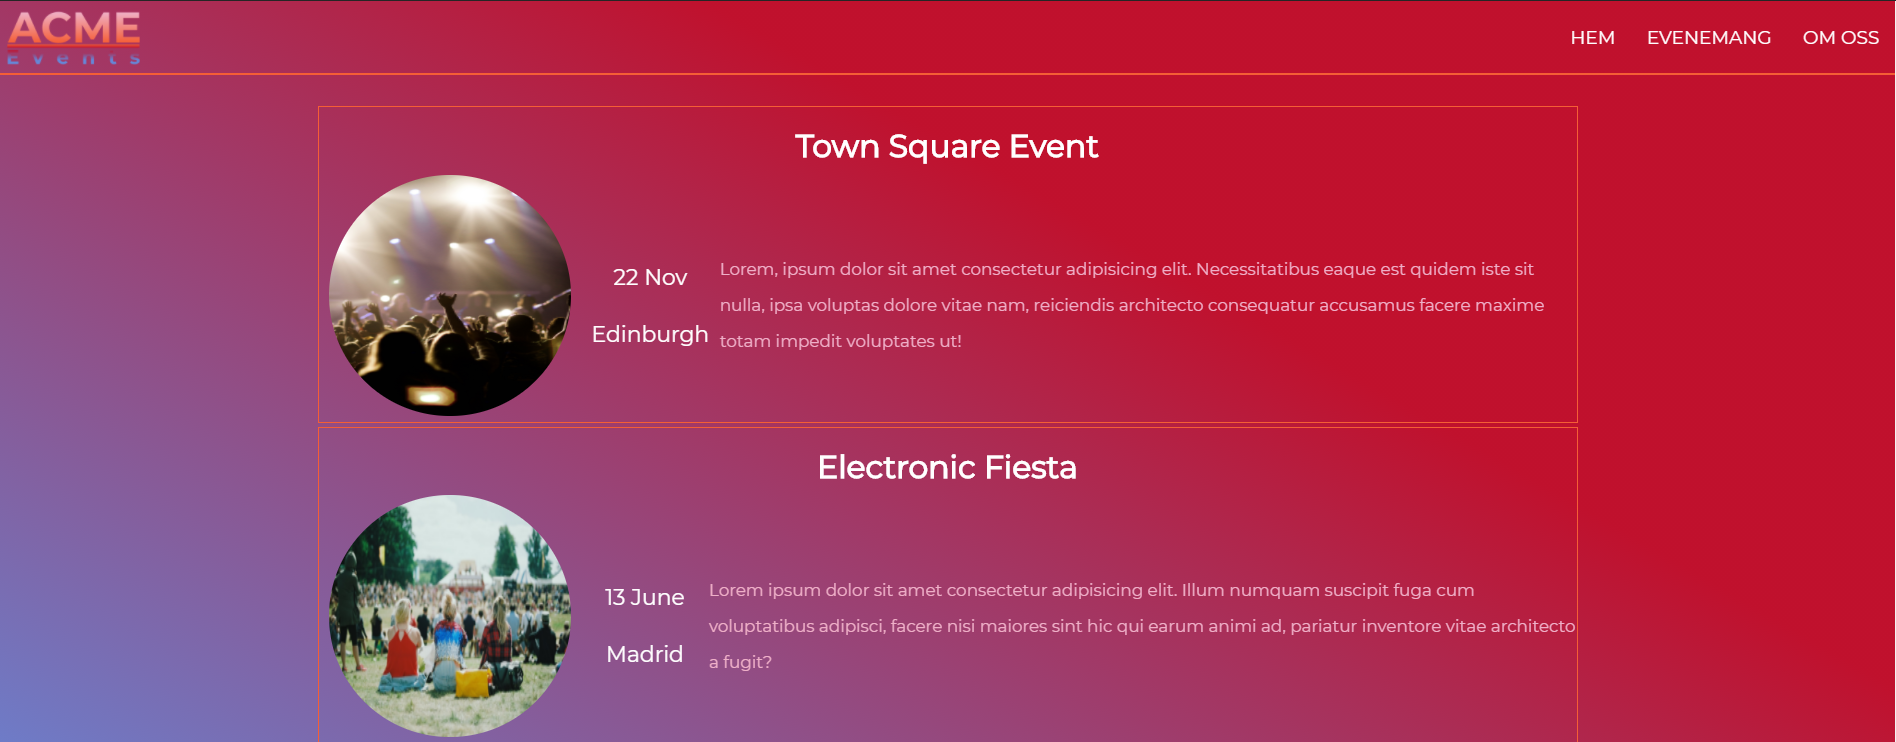 ACME
Events
HEM EVENEMANG OM OSS
Town Square Event
22 Nov
Edinburgh
Lorem, ipsum dolor sit amet consectetur adipisicing elit. Necessitatibus eaque est quidem iste sit
nulla, ipsa voluptas dolore vitae nam, reiciendis architecto consequatur accusamus facere maxime
totam impedit voluptates ut!
Electronic Fiesta
13 June
Madrid
Lorem ipsum dolor sit amet consectetur adipisicing elit. Illum numquam suscipit fuga cum
voluptatibus adipisci, facere nisi maiores sint hic qui earum animi ad, pariatur inventore vitae architecto
a fugit?